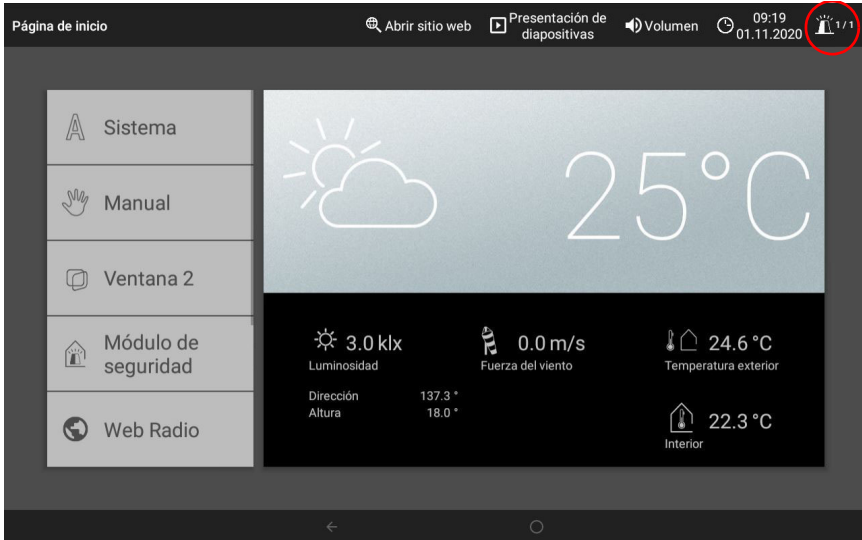 Página de inicio
Abrir sitio web
Presentación de
diapositivas
Volumen
09:19
01.11.2020
1 / 1
Sistema
Manual
Ventana 2
Módulo de
seguridad
Web Radio
25°C
3.0 klx
Luminosidad
Dirección 137.3 °
Altura 18.0 °
0.0 m/s
Fuerza del viento
24.6 °C
Temperatura exterior
22.3 °C
Interior